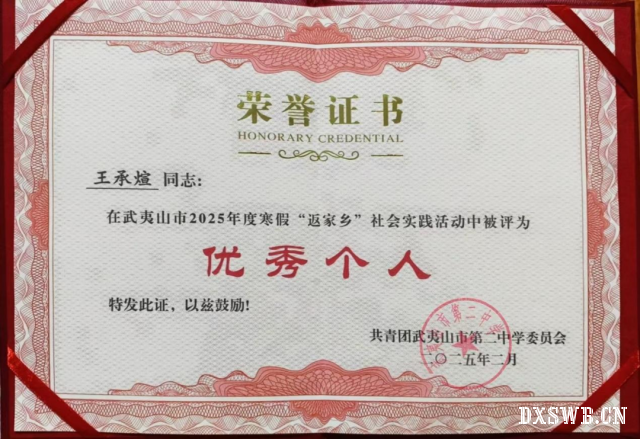 荣誉证书
HONORARY CREDENTIAL
王承煊 同志：
在武夷山市2025年度寒假“返家乡”社会实践活动中被评为
优秀个人
特发此证，以兹鼓励！
共青团武夷山市第二中学委员会
二〇二五年二月
DXSWB.CN